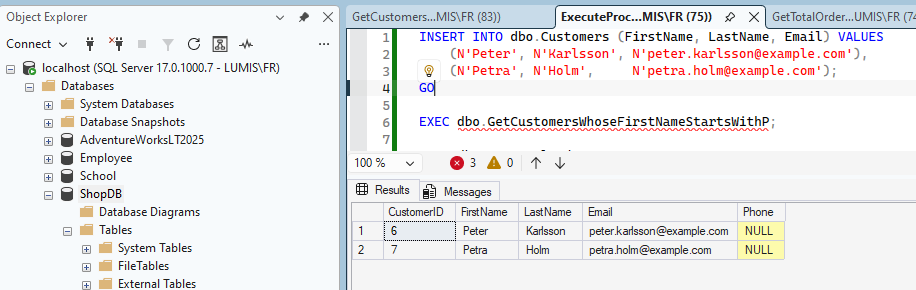 Object Explorer
Connect
localhost (SQL Server 17.0.1000.7 - LUMIS\FR)
Databases
System Databases
Database Snapshots
AdventureWorksLT2025
Employee
School
ShopDB
Database Diagrams
Tables
System Tables
FileTables
External Tables
GetCustomers...MIS\FR (83))
ExecuteProc...MIS\FR (75))
GetTotalOrder...UMIS\FR (74
1 INSERT INTO dbo.Customers (FirstName, LastName, Email) VALUES
2 (N'Peter', N'Karlsson', N'peter.karlsson@example.com'),
3 (N'Petra', N'Holm', N'petra.holm@example.com');
4 GO
5
6 EXEC dbo.GetCustomersWhoseFirstNameStartsWithP;
7
100 %
3
0
Results
Messages
CustomerID FirstName LastName Email Phone
1 6 Peter Karlsson peter.karlsson@example.com NULL
2 7 Petra Holm petra.holm@example.com NULL